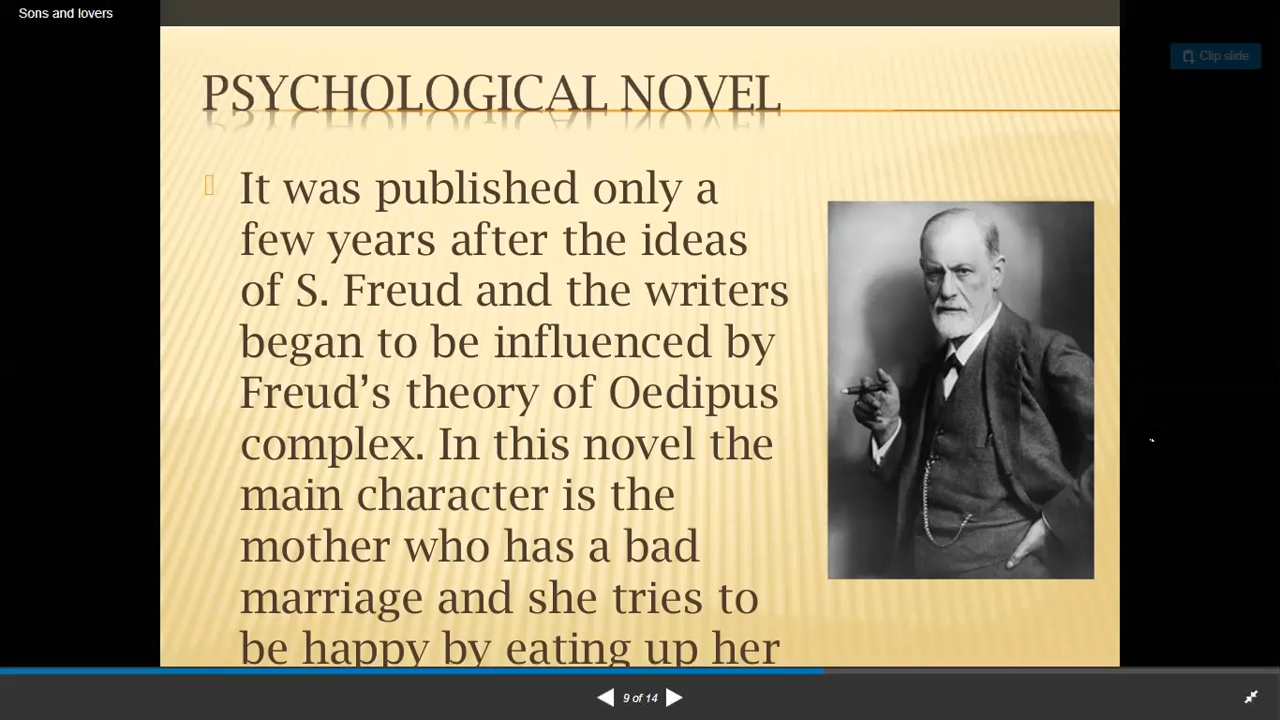 Sons and lovers
Clip slide
PSYCHOLOGICAL NOVEL
It was published only a
few years after the ideas
of S. Freud and the writers
began to be influenced by
Freud’s theory of Oedipus
complex. In this novel the
main character is the
mother who has a bad
marriage and she tries to
be happy by eating up her
9 of 14